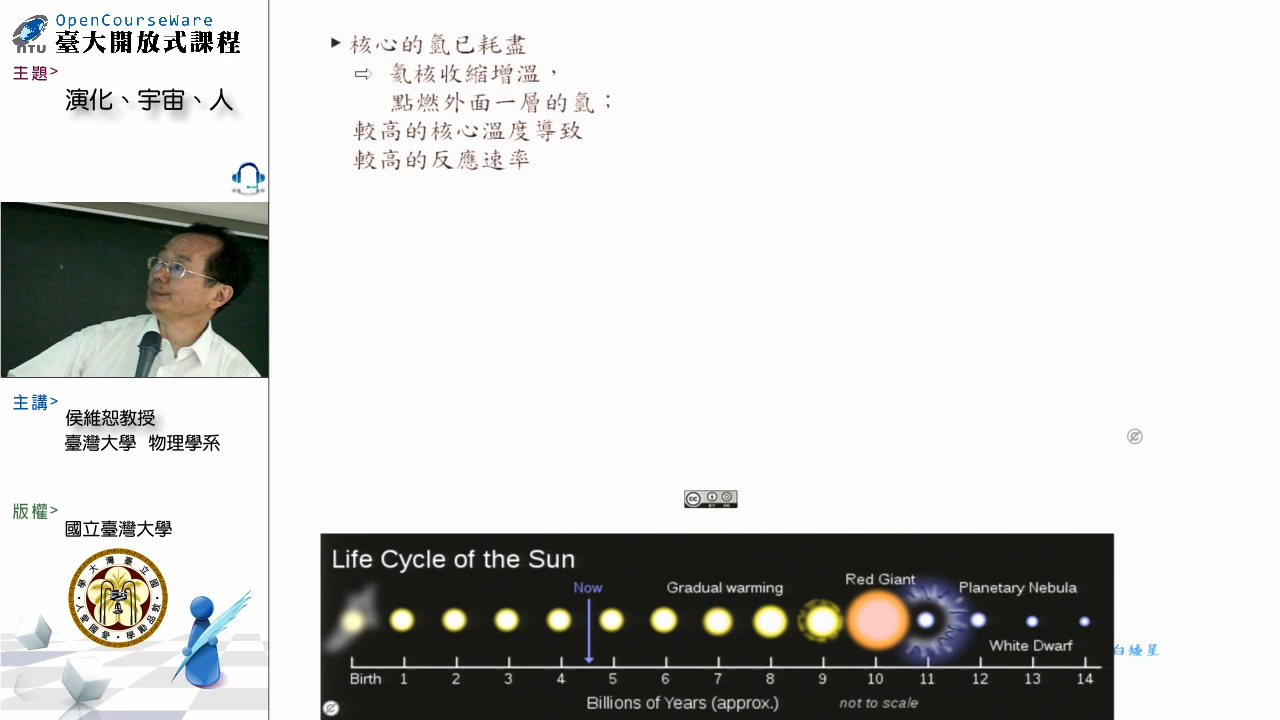 OpenCourseWare
NTU
臺大開放式課程
主題>
演化、宇宙、人
主講>
侯維恕教授
臺灣大學 物理學系
版權>
國立臺灣大學
▶ 核心的氫已耗盡
⇨ 氦核收縮增溫，
點燃外面一層的氫；
較高的核心溫度導致
較高的反應速率
cc
Life Cycle of the Sun
Now
Gradual warming
Red Giant
Planetary Nebula
White Dwarf
白矮星
Birth 1 2 3 4 5 6 7 8 9 10 11 12 13 14
Billions of Years (approx.)
not to scale